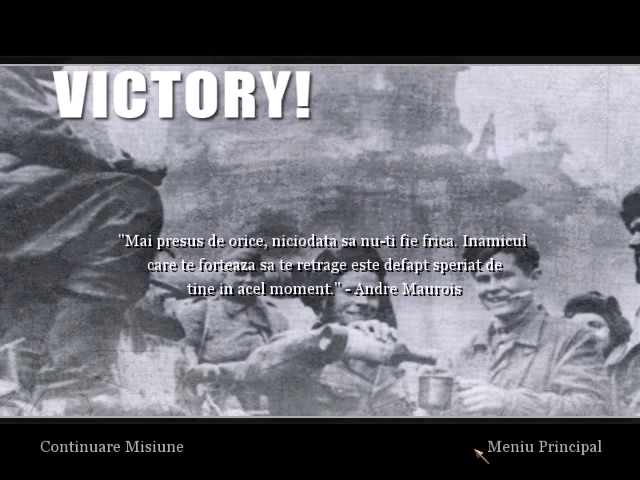 VICTORY!
"Mai presus de orice, niciodata sa nu-ti fie frica. Inamicul
care te forteaza sa te retrage este defapt speriat de
tine in acel moment." - Andre Maurois
Continuare Misiune
Meniu Principal